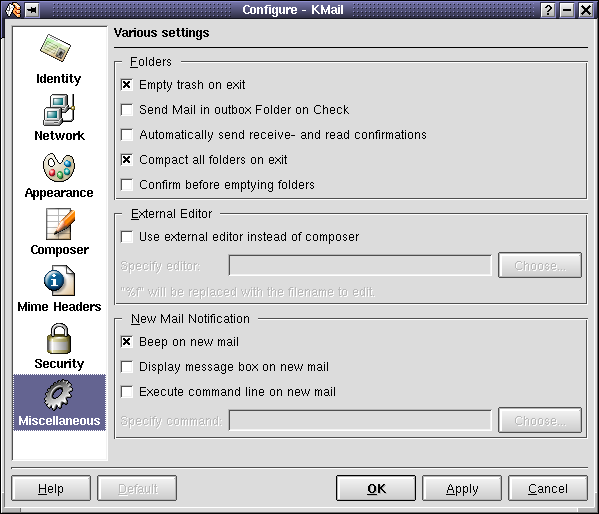 Configure - KMail
Various settings
Identity
Network
Appearance
Composer
Mime Headers
Security
Miscellaneous
Folders
Empty trash on exit
Send Mail in outbox Folder on Check
Automatically send receive- and read confirmations
Compact all folders on exit
Confirm before emptying folders
External Editor
Use external editor instead of composer
Specify editor: Choose...
"%f" will be replaced with the filename to edit.
New Mail Notification
Beep on new mail
Display message box on new mail
Execute command line on new mail
Specify command: Choose...
Help Default OK Apply Cancel